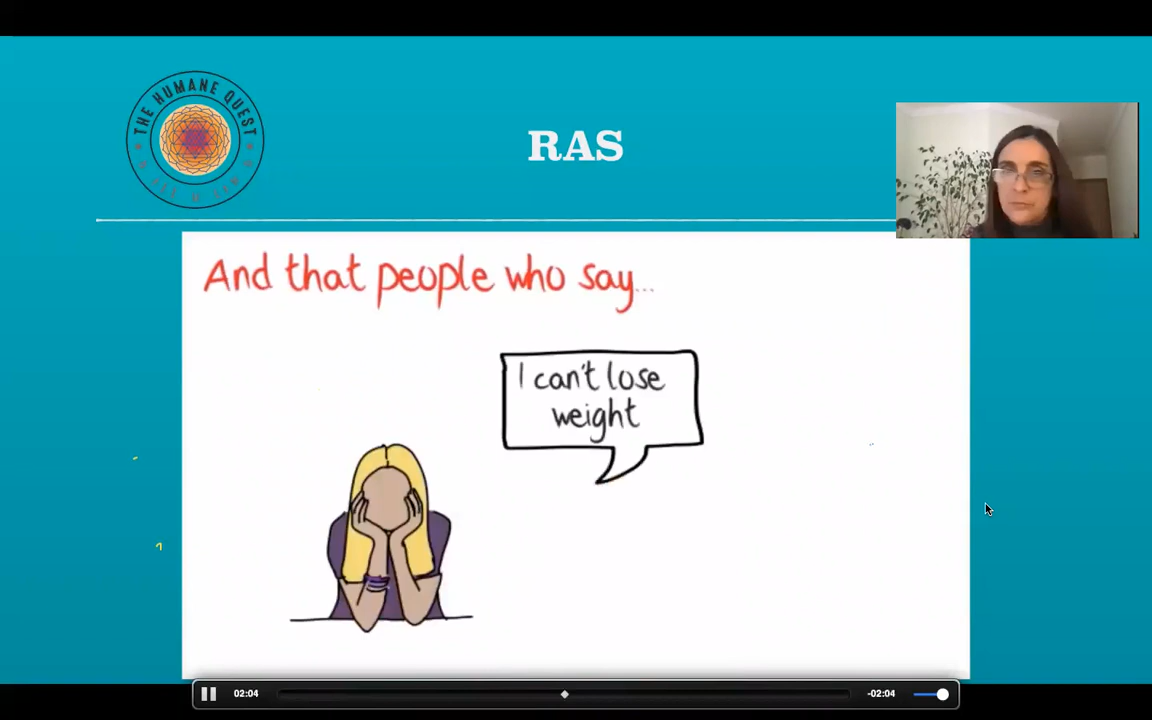 THE HUMANE QUEST
RAS
And that people who say...
I can't lose
weight
02:04
-02:04